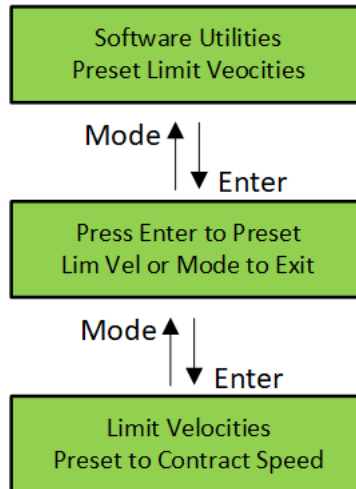 Software Utilities
Preset Limit Veocities
Mode
Enter
Press Enter to Preset
Lim Vel or Mode to Exit
Mode
Enter
Limit Velocities
Preset to Contract Speed